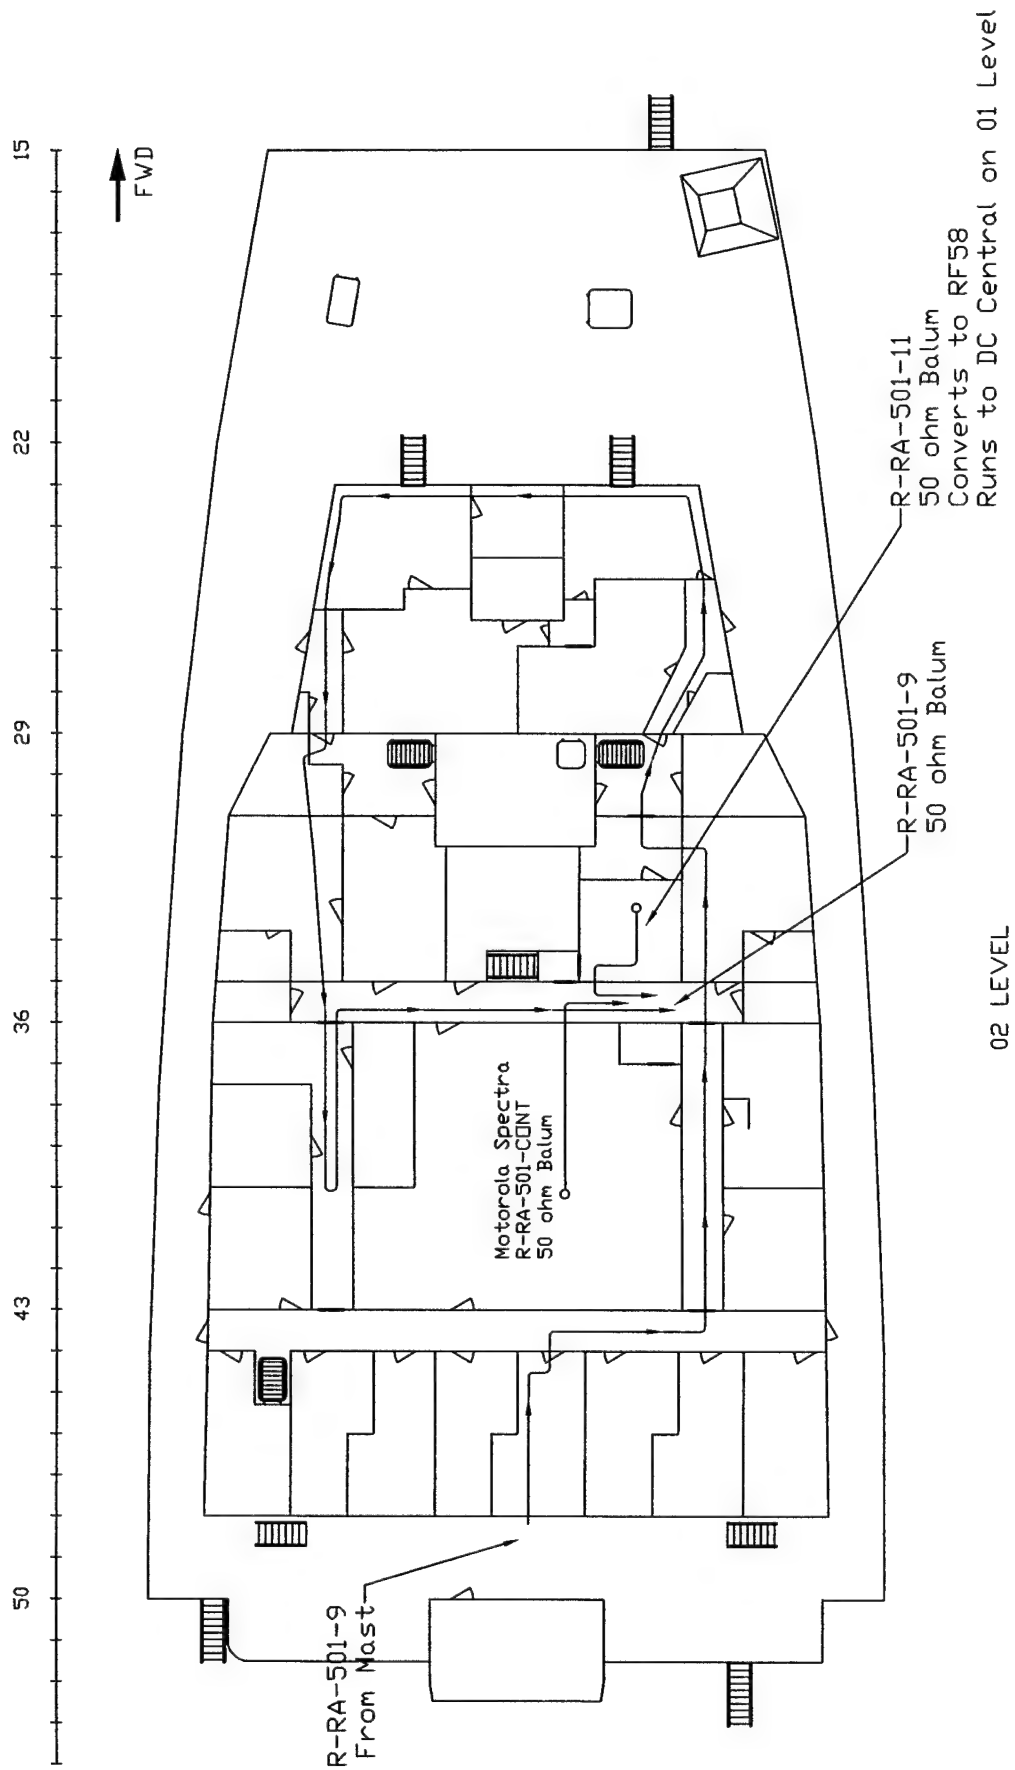 50
43
36
29
22
15
FWD
Motorola Spectra
R-RA-501-CONT
50 ohm Balum
R-RA-501-9
From Mast
R-RA-501-9
50 ohm Balum
R-RA-501-11
50 ohm Balum
Converts to RF58
Runs to DC Central on 01 Level
02 LEVEL